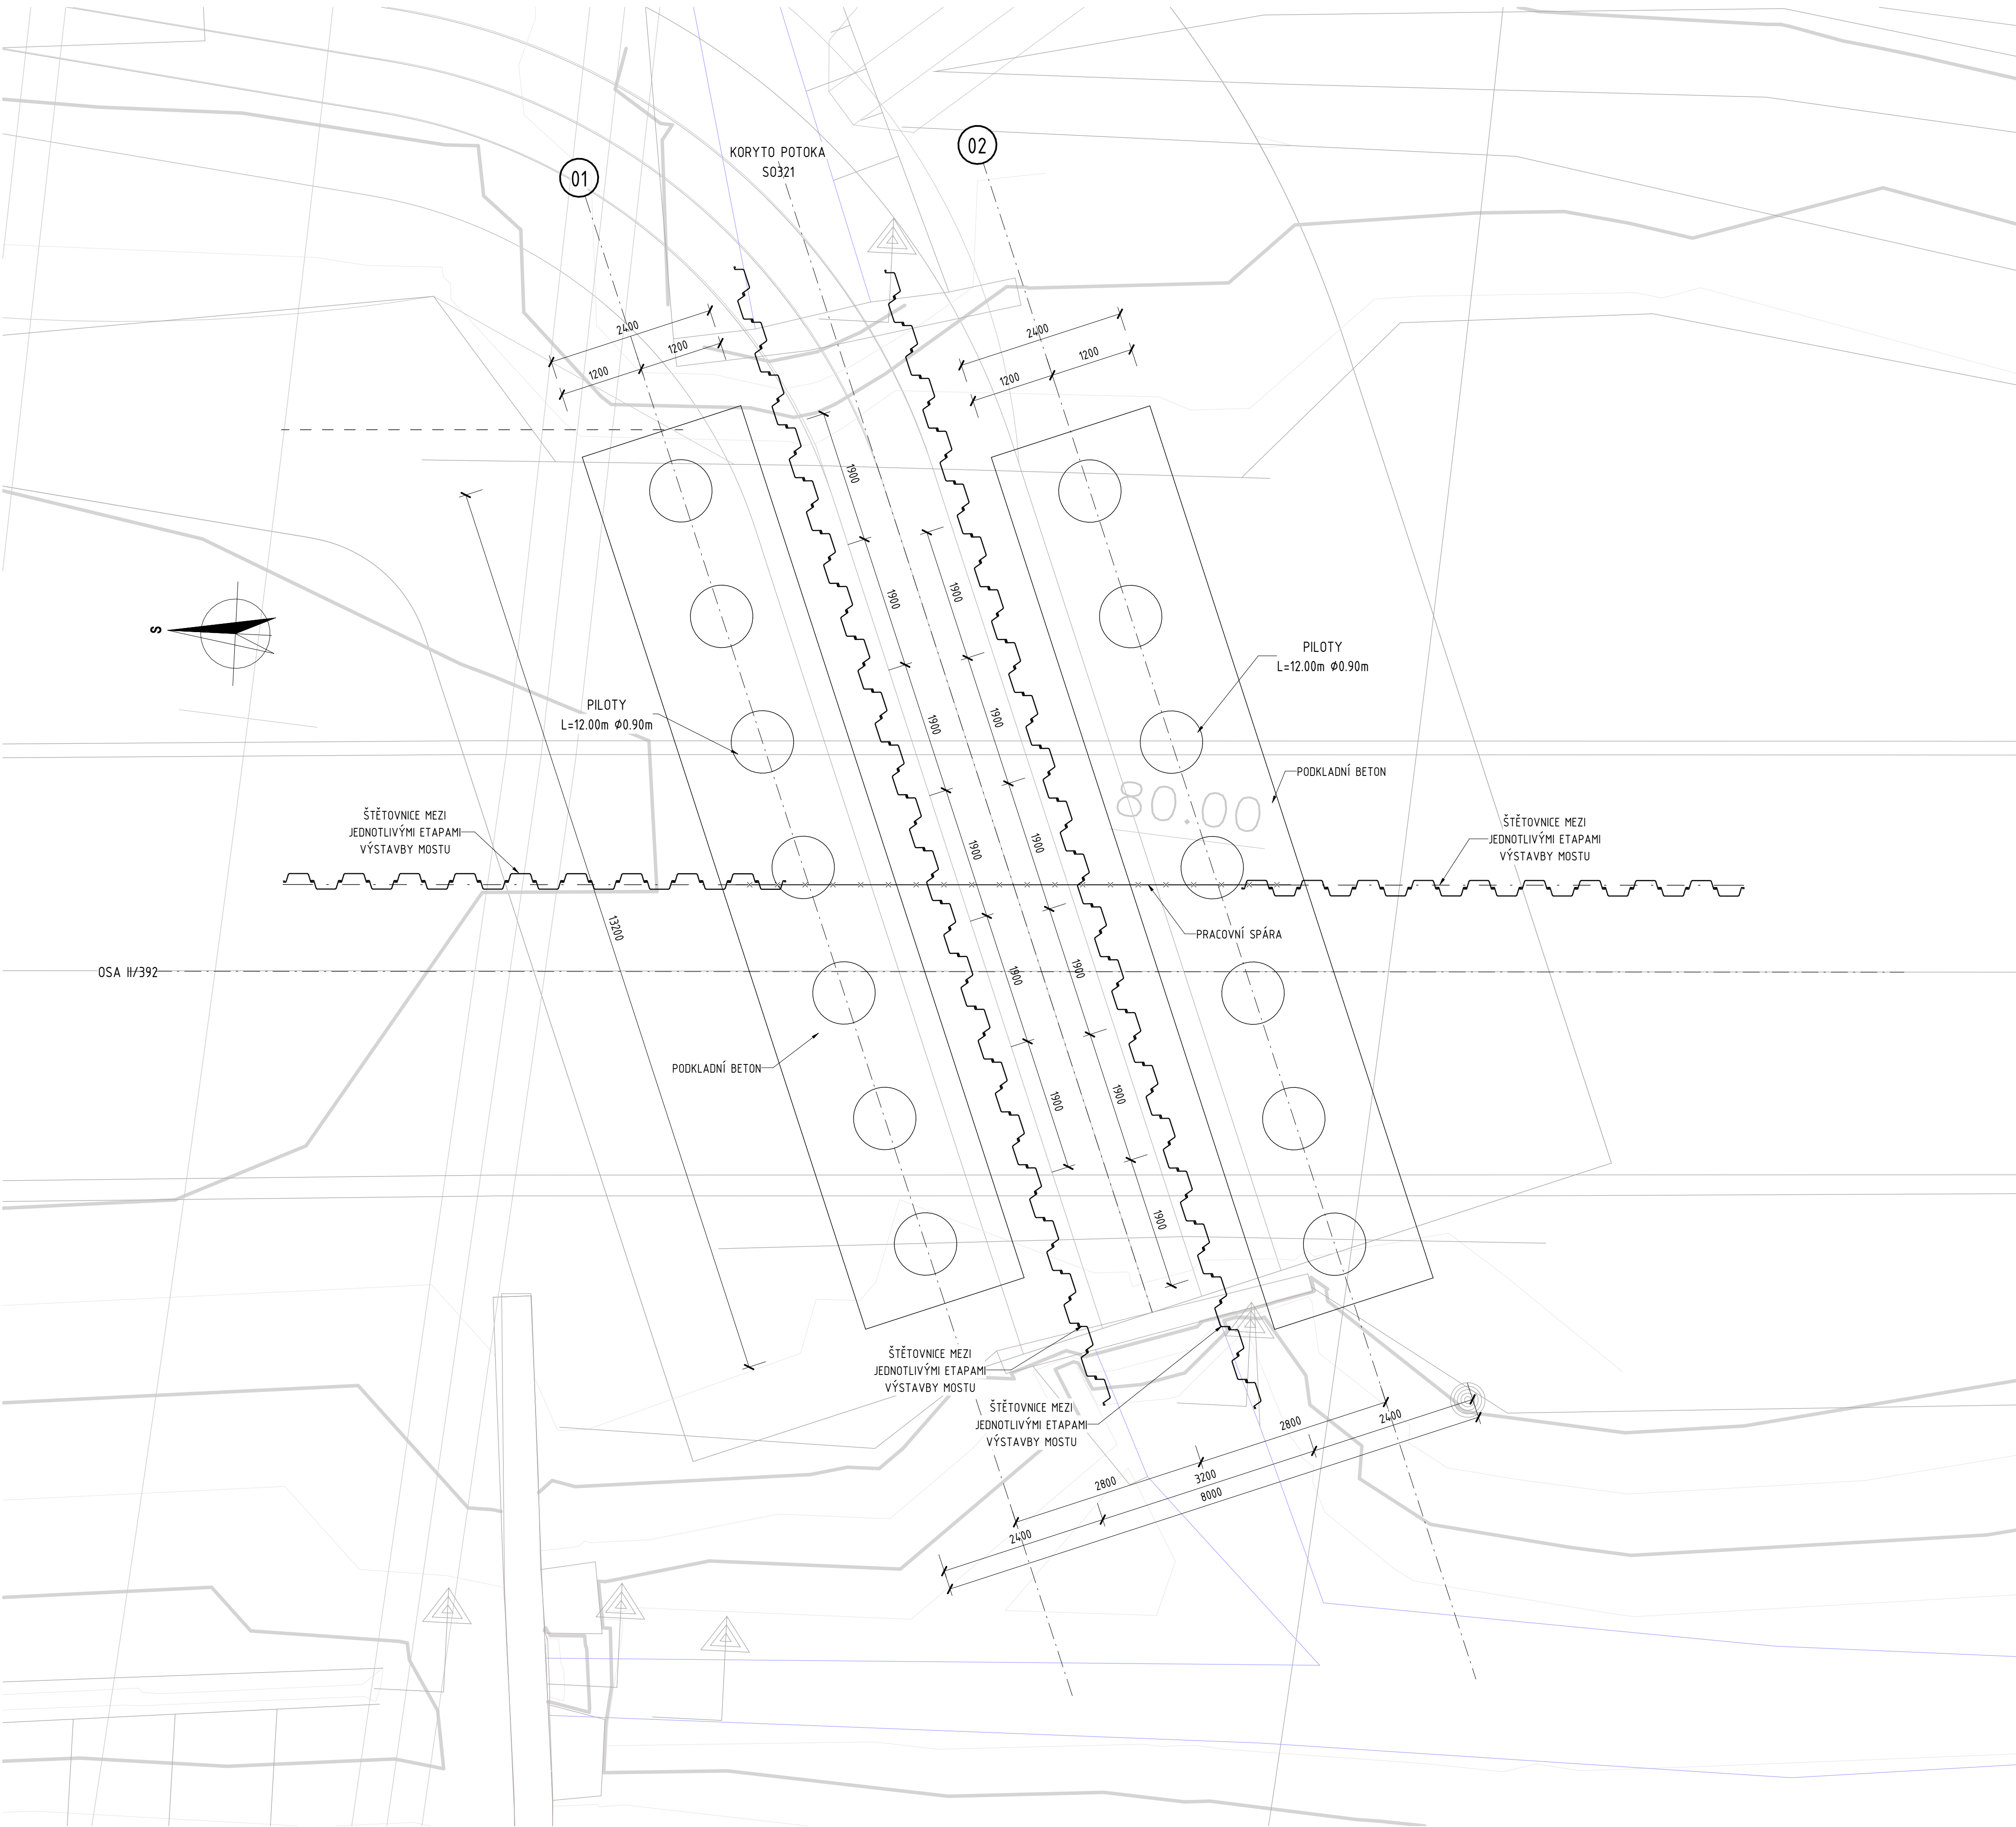 02
KORYTO POTOKA
SO321
01
2400
1200
1200
2400
1200
1200
1900
1900
1900
1900
1900
1900
1900
1900
1900
1900
1900
1900
S
PILOTY
L=12.00m Ø0.90m
PILOTY
L=12.00m Ø0.90m
PODKLADNÍ BETON
80.00
ŠTĚTOVNICE MEZI
JEDNOTLIVÝMI ETAPAMI
VÝSTAVBY MOSTU
ŠTĚTOVNICE MEZI
JEDNOTLIVÝMI ETAPAMI
VÝSTAVBY MOSTU
13200
PRACOVNÍ SPÁRA
OSA II/392
PODKLADNÍ BETON
ŠTĚTOVNICE MEZI
JEDNOTLIVÝMI ETAPAMI
VÝSTAVBY MOSTU
ŠTĚTOVNICE MEZI
JEDNOTLIVÝMI ETAPAMI
VÝSTAVBY MOSTU
2800
2400
2800
3200
8000
2400